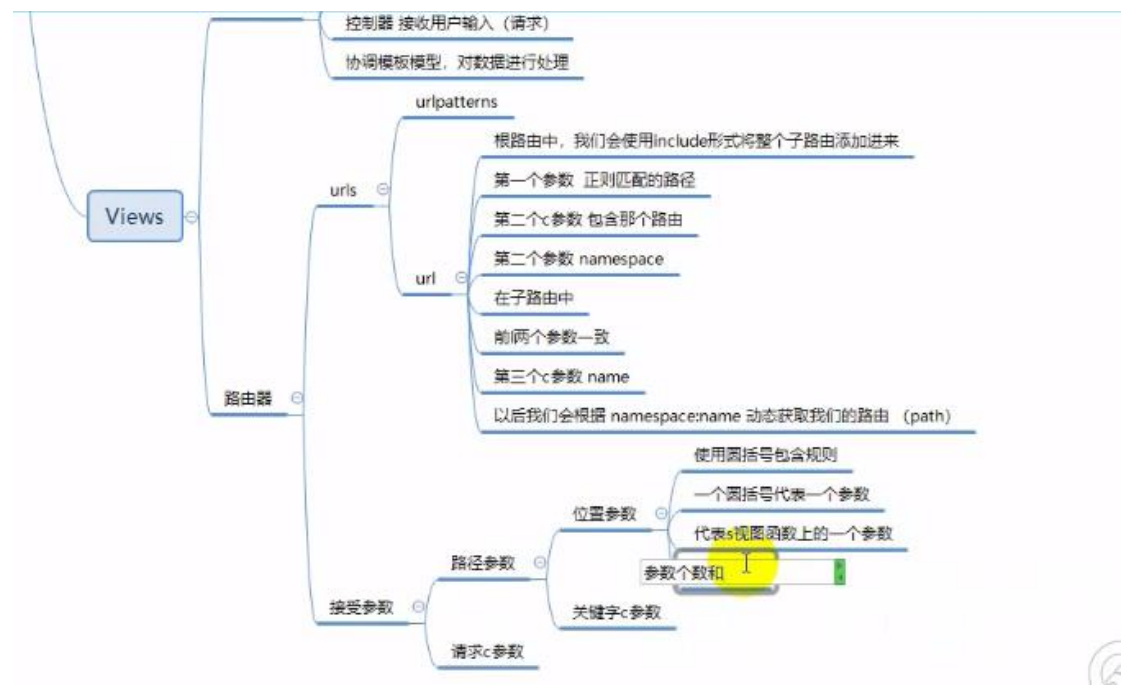 控制器 接收用户输入（请求）
协调模板模型，对数据进行处理
urlpatterns
根路由中，我们会使用include形式将整个子路由添加进来
第一个参数 正则匹配的路径
urls
第二个c参数 包含那个路由
Views
第二个参数 namespace
url
在子路由中
前l两个参数一致
第三个c参数 name
路由器
以后我们会根据 namespace:name 动态获取我们的路由 （path）
使用圆括号包含规则
一个圆括号代表一个参数
位置参数
代表s视图函数上的一个参数
路径参数
参数个数和
接受参数
关键字c参数
请求c参数